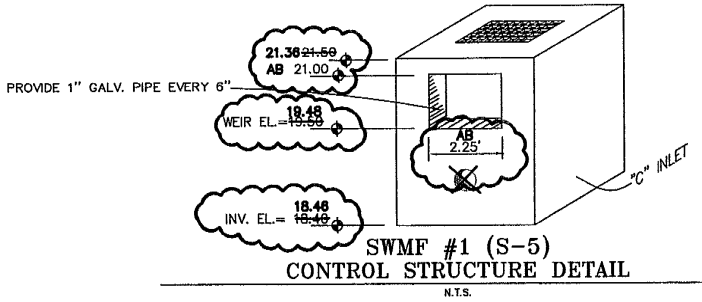 21.36 21.50
AB 21.00
PROVIDE 1" GALV. PIPE EVERY 6"
19.48
WEIR EL.=19.50
AB
2.25'
"C" INLET
18.46
INV. EL.= 18.40
SWMF #1 (S-5)
CONTROL STRUCTURE DETAIL
N.T.S.